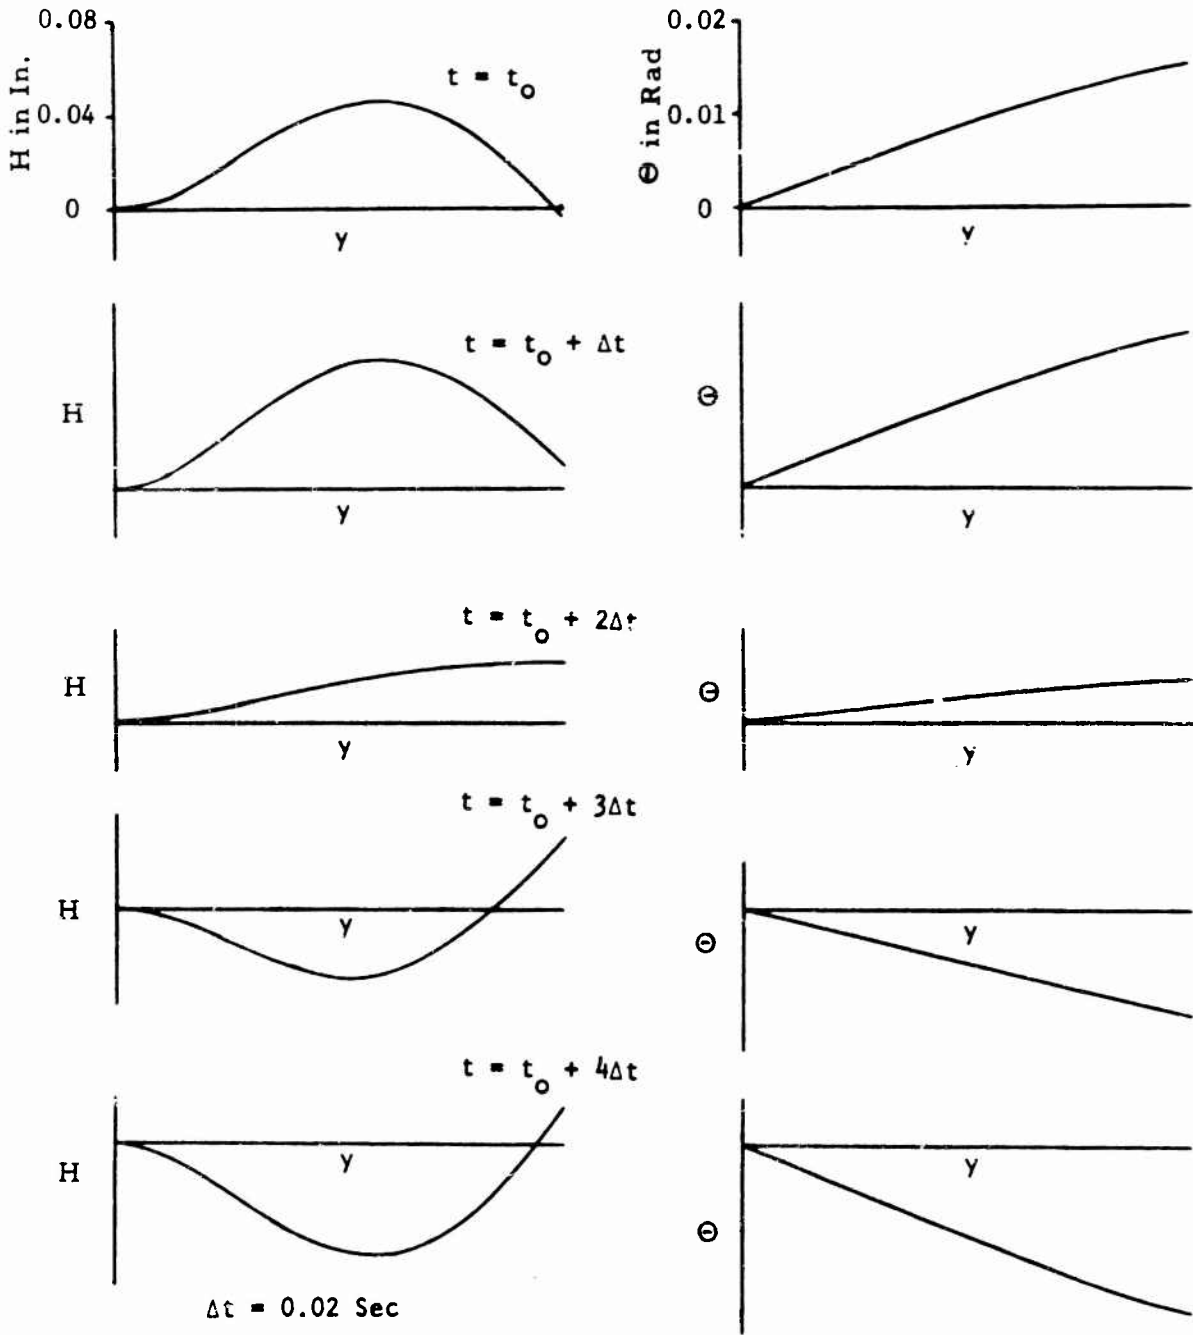 0.08
H in In.
0.04
0
t = t₀
y
0.02
Θ in Rad
0.01
0
y
t = t₀ + Δt
H
y
Θ
y
t = t₀ + 2Δt
H
y
Θ
y
t = t₀ + 3Δt
H
y
Θ
y
t = t₀ + 4Δt
H
y
Θ
y
Δt = 0.02 Sec